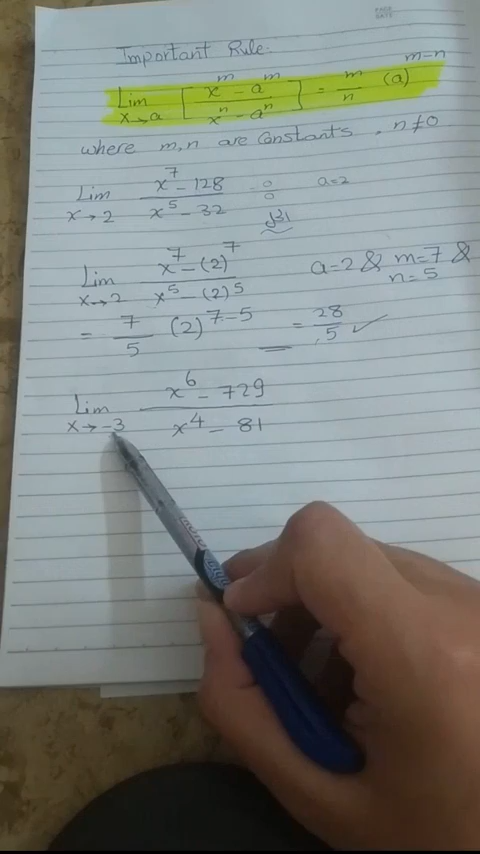 PAGE
DATE
Important Rule:
Lim x→a [ (x^m - a^m) / (x^n - a^n) ] = m/n (a)^(m-n)
where m,n are constants, n≠0
Lim x→2 (x^7 - 128) / (x^5 - 32) 0/0 a=2
Lim x→2 (x^7 - (2)^7) / (x^5 - (2)^5) a=2 & m=7 &
n=5
= 7/5 (2)^(7-5) = 28/5 ✓
Lim x→-3 (x^6 - 729) / (x^4 - 81)